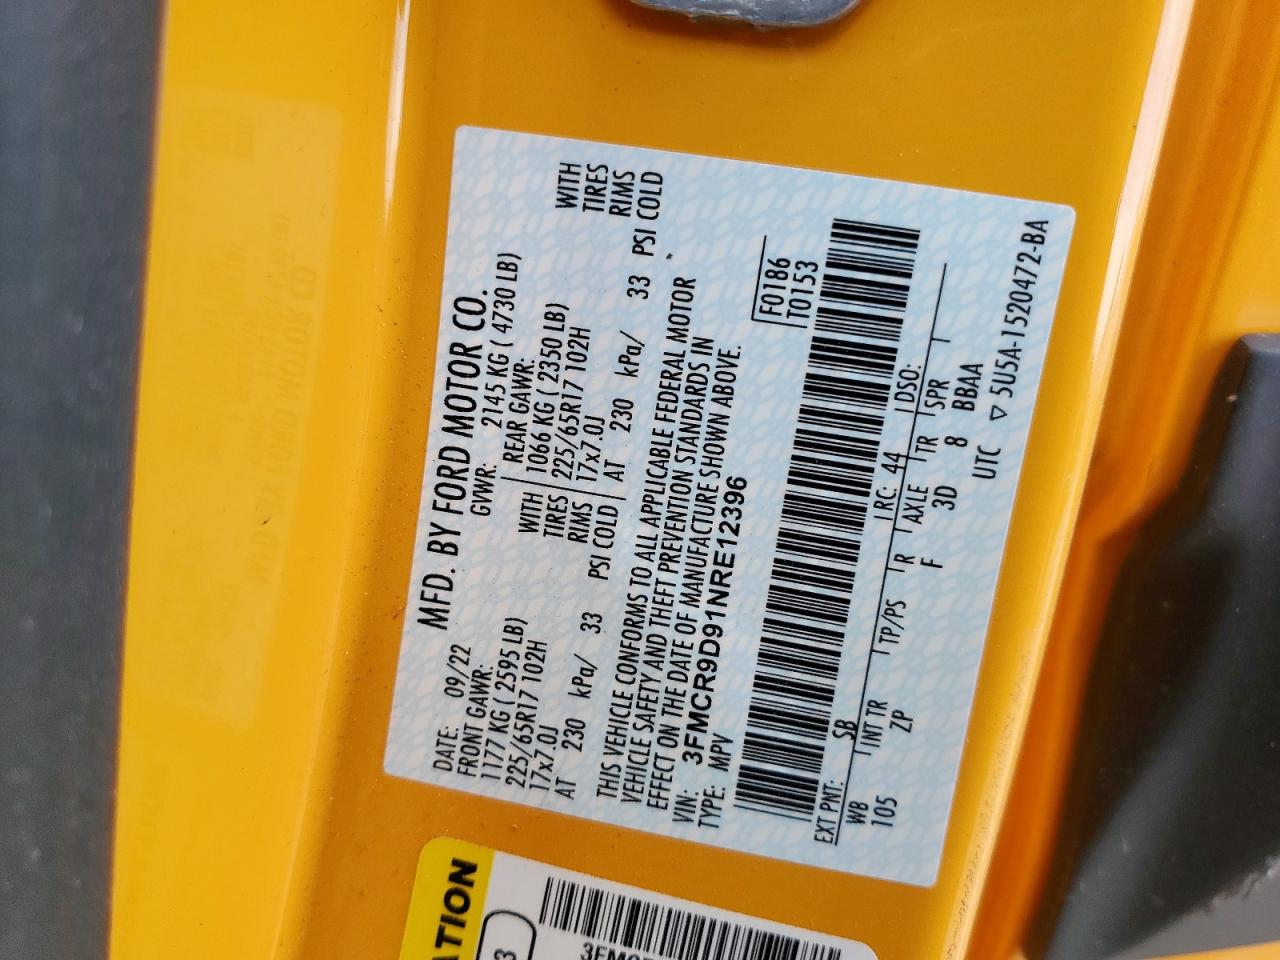 MFD. BY FORD MOTOR CO.
DATE: 09/22 GVWR: 2145 KG ( 4730 LB)
FRONT GAWR: REAR GAWR:
1177 KG ( 2595 LB) WITH 1066 KG ( 2350 LB) WITH
225/65R17 102H TIRES 225/65R17 102H TIRES
17x7.0J RIMS 17x7.0J RIMS
AT 230 kPa/ 33 PSI COLD AT 230 kPa/ 33 PSI COLD
THIS VEHICLE CONFORMS TO ALL APPLICABLE FEDERAL MOTOR
VEHICLE SAFETY AND THEFT PREVENTION STANDARDS IN
EFFECT ON THE DATE OF MANUFACTURE SHOWN ABOVE.
VIN: 3FMCR9D91NRE12396
TYPE: MPV
F0186
T0153
EXT PNT: SB RC: 44 DSO:
WB INT TR TP/PS R AXLE TR SPR
105 ZP F 3D 8 BBAA
UTC ▽ 5U5A-1520472-BA
ATION
3